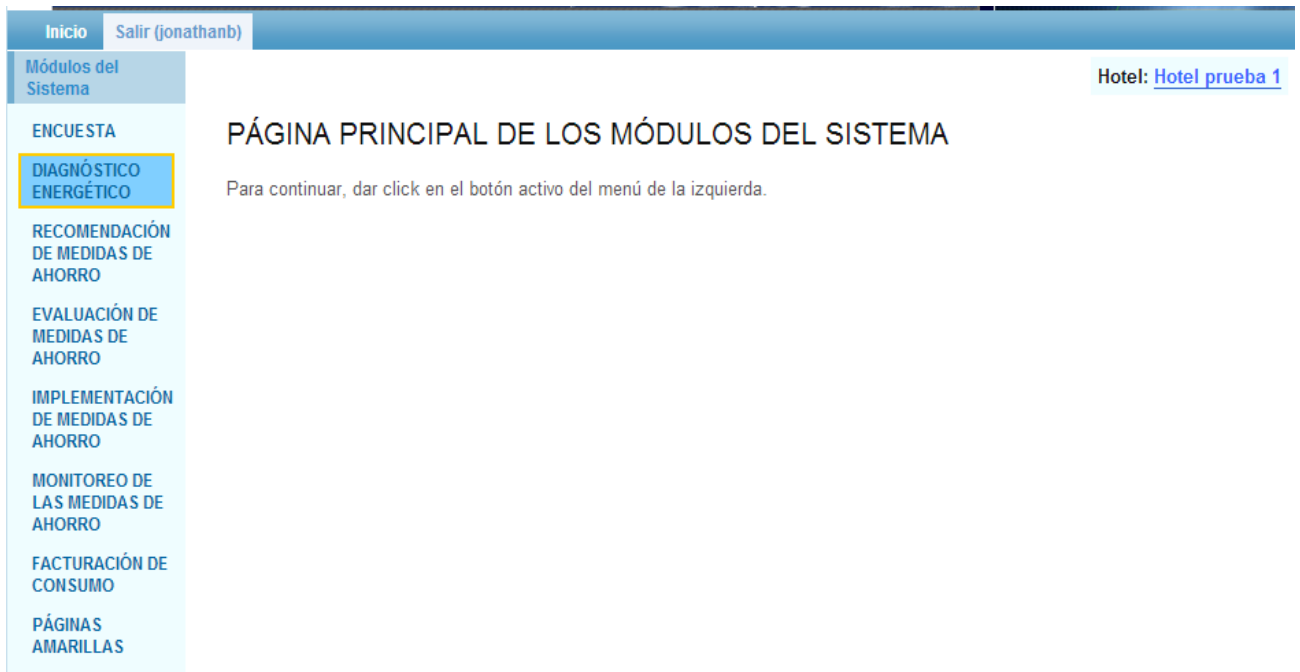 Inicio
Salir (jonathanb)
Módulos del
Sistema
Hotel: Hotel prueba 1
ENCUESTA
DIAGNÓSTICO
ENERGÉTICO
RECOMENDACIÓN
DE MEDIDAS DE
AHORRO
EVALUACIÓN DE
MEDIDAS DE
AHORRO
IMPLEMENTACIÓN
DE MEDIDAS DE
AHORRO
MONITOREO DE
LAS MEDIDAS DE
AHORRO
FACTURACIÓN DE
CONSUMO
PÁGINAS
AMARILLAS
PÁGINA PRINCIPAL DE LOS MÓDULOS DEL SISTEMA
Para continuar, dar click en el botón activo del menú de la izquierda.